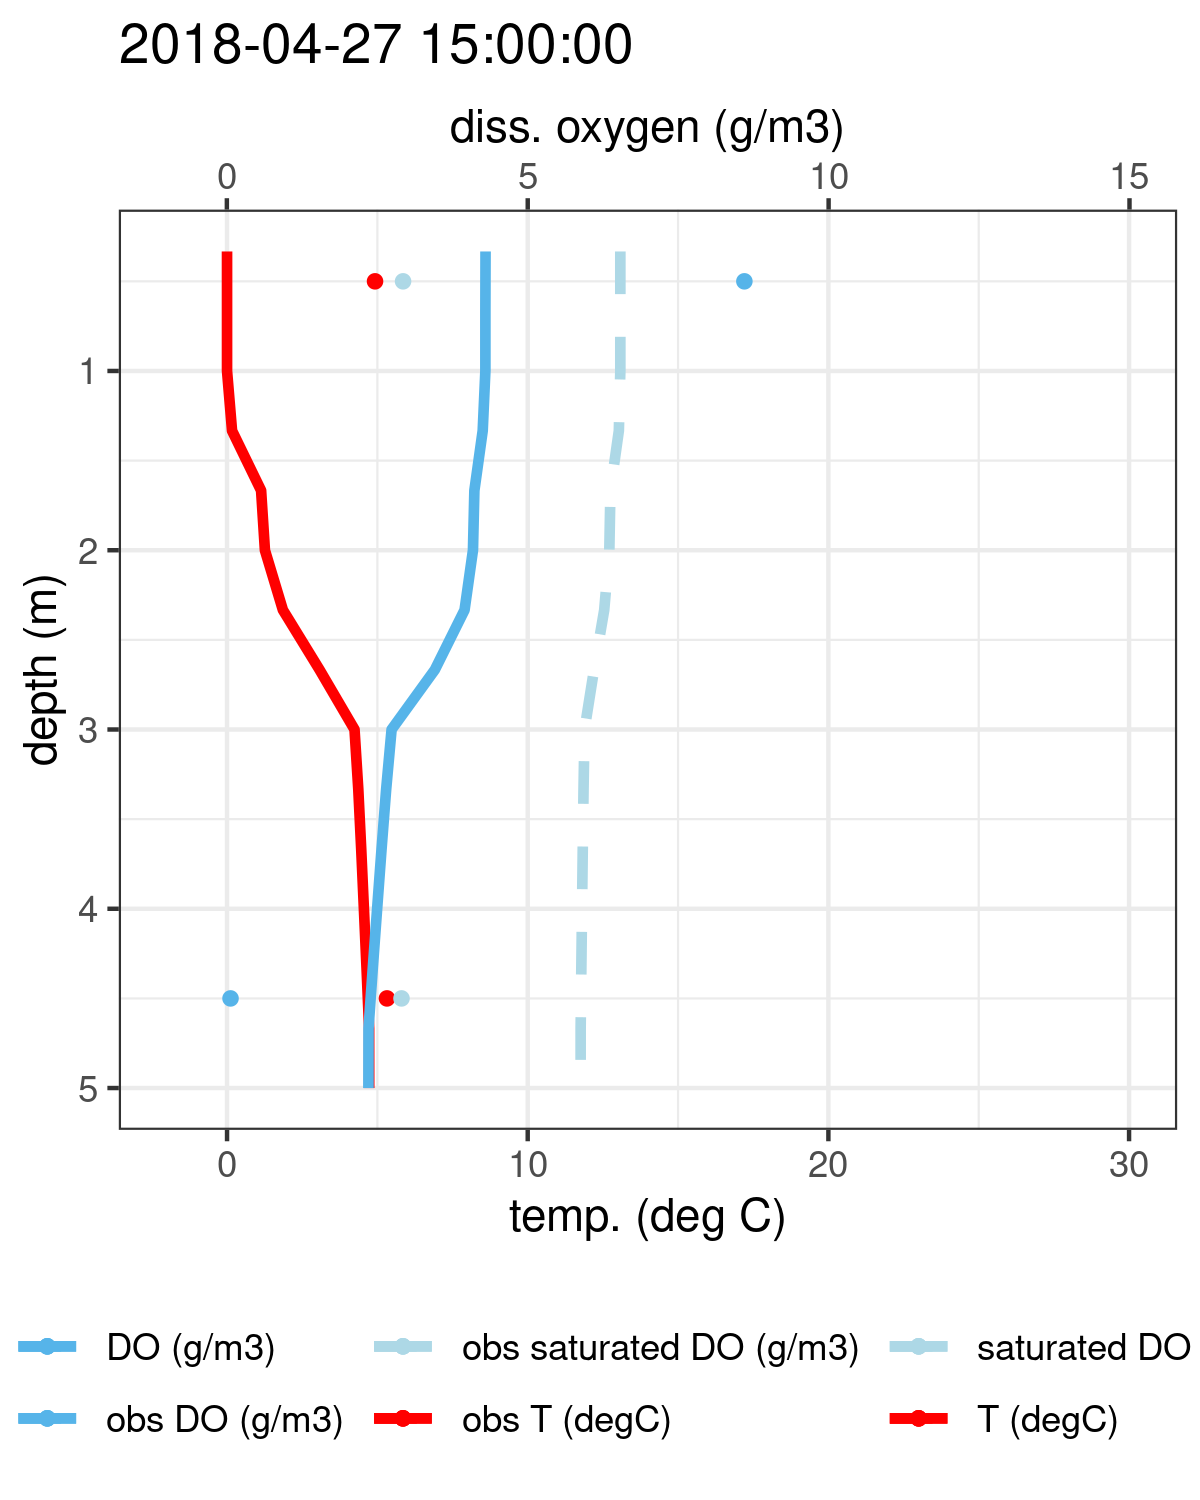 2018-04-27 15:00:00
diss. oxygen (g/m3)
0 5 10 15
depth (m)
1
2
3
4
5
0 10 20 30
temp. (deg C)
DO (g/m3) obs saturated DO (g/m3) saturated DO
obs DO (g/m3) obs T (degC) T (degC)